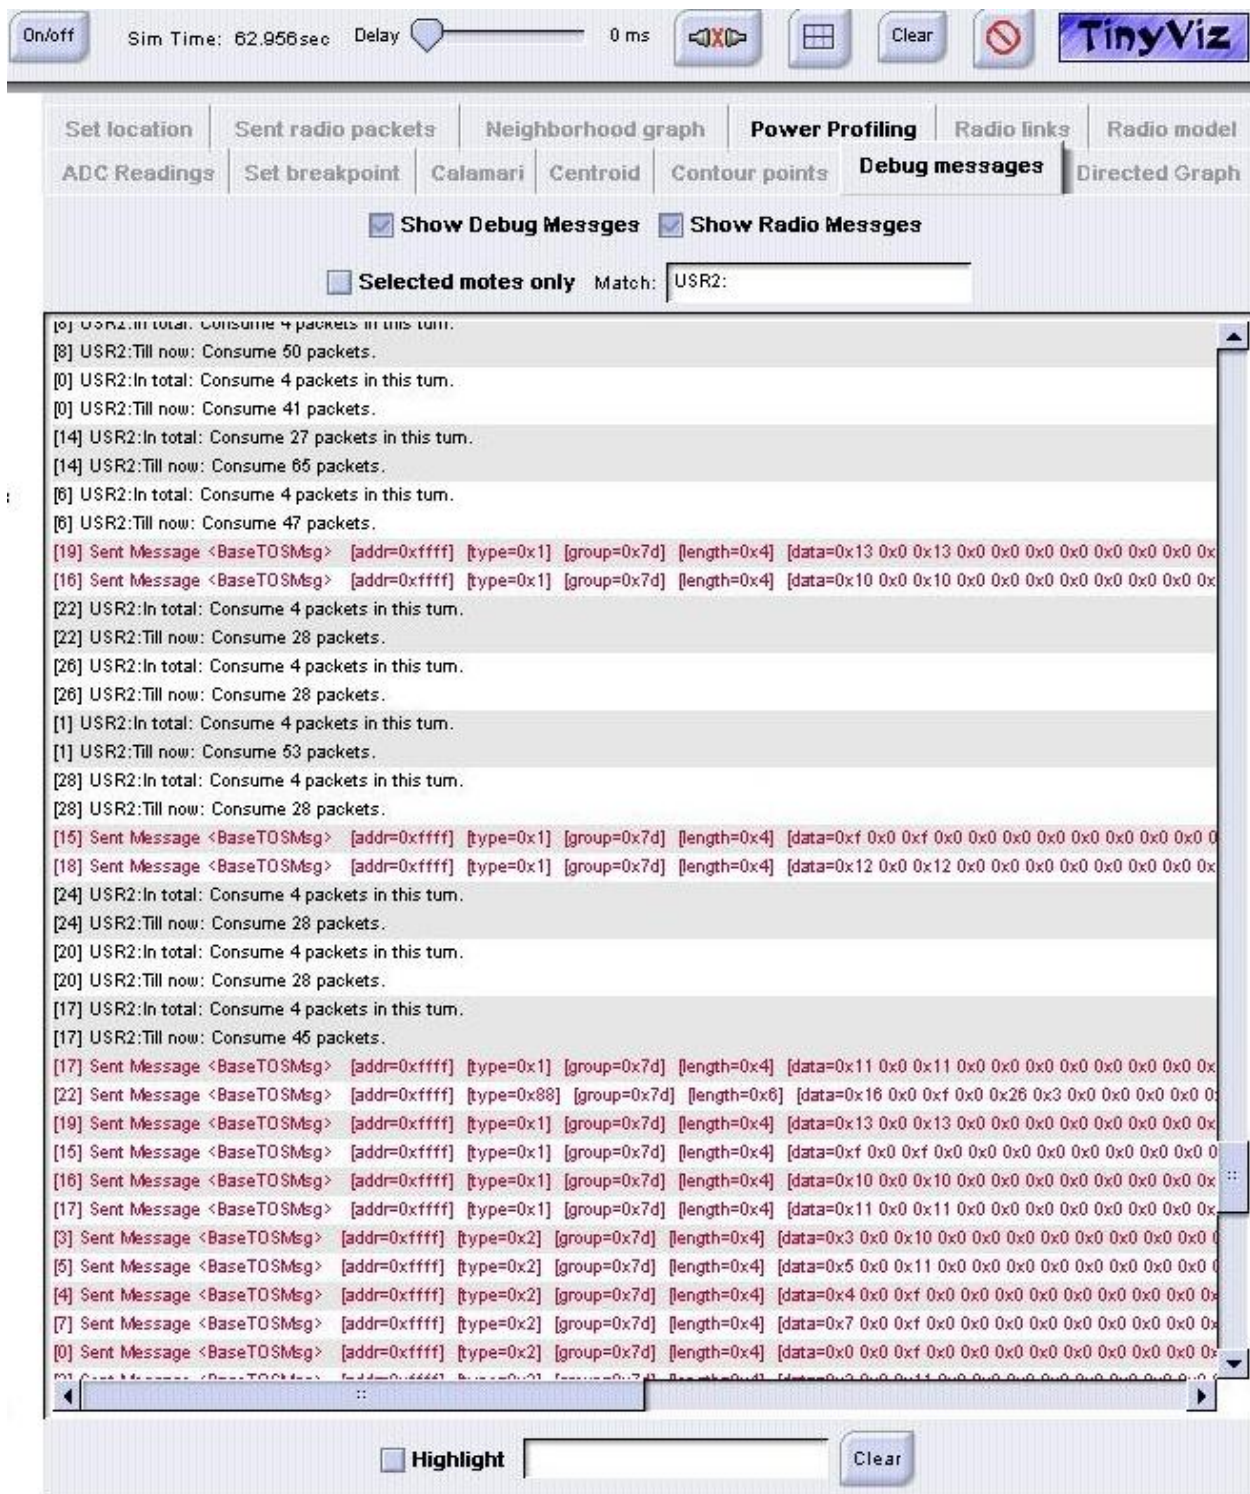 On/off Sim Time: 62.956sec Delay 0 ms Clear TinyViz
Set location Sent radio packets Neighborhood graph Power Profiling Radio links Radio model
ADC Readings Set breakpoint Calamari Centroid Contour points Debug messages Directed Graph
Show Debug Messges Show Radio Messges
Selected motes only Match: USR2:
[8] USR2:In total: Consume 4 packets in this turn.
[8] USR2:Till now: Consume 50 packets.
[0] USR2:In total: Consume 4 packets in this turn.
[0] USR2:Till now: Consume 41 packets.
[14] USR2:In total: Consume 27 packets in this turn.
[14] USR2:Till now: Consume 65 packets.
[6] USR2:In total: Consume 4 packets in this turn.
[6] USR2:Till now: Consume 47 packets.
[19] Sent Message <BaseTOSMsg> [addr=0xffff] [type=0x1] [group=0x7d] [length=0x4] [data=0x13 0x0 0x13 0x0 0x0 0x0 0x0 0x0 0x0 0x0 0x
[16] Sent Message <BaseTOSMsg> [addr=0xffff] [type=0x1] [group=0x7d] [length=0x4] [data=0x10 0x0 0x10 0x0 0x0 0x0 0x0 0x0 0x0 0x0 0x
[22] USR2:In total: Consume 4 packets in this turn.
[22] USR2:Till now: Consume 28 packets.
[26] USR2:In total: Consume 4 packets in this turn.
[26] USR2:Till now: Consume 28 packets.
[1] USR2:In total: Consume 4 packets in this turn.
[1] USR2:Till now: Consume 53 packets.
[28] USR2:In total: Consume 4 packets in this turn.
[28] USR2:Till now: Consume 28 packets.
[15] Sent Message <BaseTOSMsg> [addr=0xffff] [type=0x1] [group=0x7d] [length=0x4] [data=0xf 0x0 0xf 0x0 0x0 0x0 0x0 0x0 0x0 0x0 0x0 0
[18] Sent Message <BaseTOSMsg> [addr=0xffff] [type=0x1] [group=0x7d] [length=0x4] [data=0x12 0x0 0x12 0x0 0x0 0x0 0x0 0x0 0x0 0x0 0x
[24] USR2:In total: Consume 4 packets in this turn.
[24] USR2:Till now: Consume 28 packets.
[20] USR2:In total: Consume 4 packets in this turn.
[20] USR2:Till now: Consume 28 packets.
[17] USR2:In total: Consume 4 packets in this turn.
[17] USR2:Till now: Consume 45 packets.
[17] Sent Message <BaseTOSMsg> [addr=0xffff] [type=0x1] [group=0x7d] [length=0x4] [data=0x11 0x0 0x11 0x0 0x0 0x0 0x0 0x0 0x0 0x0 0x
[22] Sent Message <BaseTOSMsg> [addr=0xffff] [type=0x88] [group=0x7d] [length=0x6] [data=0x16 0x0 0xf 0x0 0x26 0x3 0x0 0x0 0x0 0x0 0
[19] Sent Message <BaseTOSMsg> [addr=0xffff] [type=0x1] [group=0x7d] [length=0x4] [data=0x13 0x0 0x13 0x0 0x0 0x0 0x0 0x0 0x0 0x0 0x
[15] Sent Message <BaseTOSMsg> [addr=0xffff] [type=0x1] [group=0x7d] [length=0x4] [data=0xf 0x0 0xf 0x0 0x0 0x0 0x0 0x0 0x0 0x0 0x0 0
[16] Sent Message <BaseTOSMsg> [addr=0xffff] [type=0x1] [group=0x7d] [length=0x4] [data=0x10 0x0 0x10 0x0 0x0 0x0 0x0 0x0 0x0 0x0 0x
[17] Sent Message <BaseTOSMsg> [addr=0xffff] [type=0x1] [group=0x7d] [length=0x4] [data=0x11 0x0 0x11 0x0 0x0 0x0 0x0 0x0 0x0 0x0 0x
[3] Sent Message <BaseTOSMsg> [addr=0xffff] [type=0x2] [group=0x7d] [length=0x4] [data=0x3 0x0 0x10 0x0 0x0 0x0 0x0 0x0 0x0 0x0 0x0
[5] Sent Message <BaseTOSMsg> [addr=0xffff] [type=0x2] [group=0x7d] [length=0x4] [data=0x5 0x0 0x11 0x0 0x0 0x0 0x0 0x0 0x0 0x0 0x0
[4] Sent Message <BaseTOSMsg> [addr=0xffff] [type=0x2] [group=0x7d] [length=0x4] [data=0x4 0x0 0xf 0x0 0x0 0x0 0x0 0x0 0x0 0x0 0x0 0x
[7] Sent Message <BaseTOSMsg> [addr=0xffff] [type=0x2] [group=0x7d] [length=0x4] [data=0x7 0x0 0xf 0x0 0x0 0x0 0x0 0x0 0x0 0x0 0x0 0x
[0] Sent Message <BaseTOSMsg> [addr=0xffff] [type=0x2] [group=0x7d] [length=0x4] [data=0x0 0x0 0xf 0x0 0x0 0x0 0x0 0x0 0x0 0x0 0x0 0x
Highlight Clear